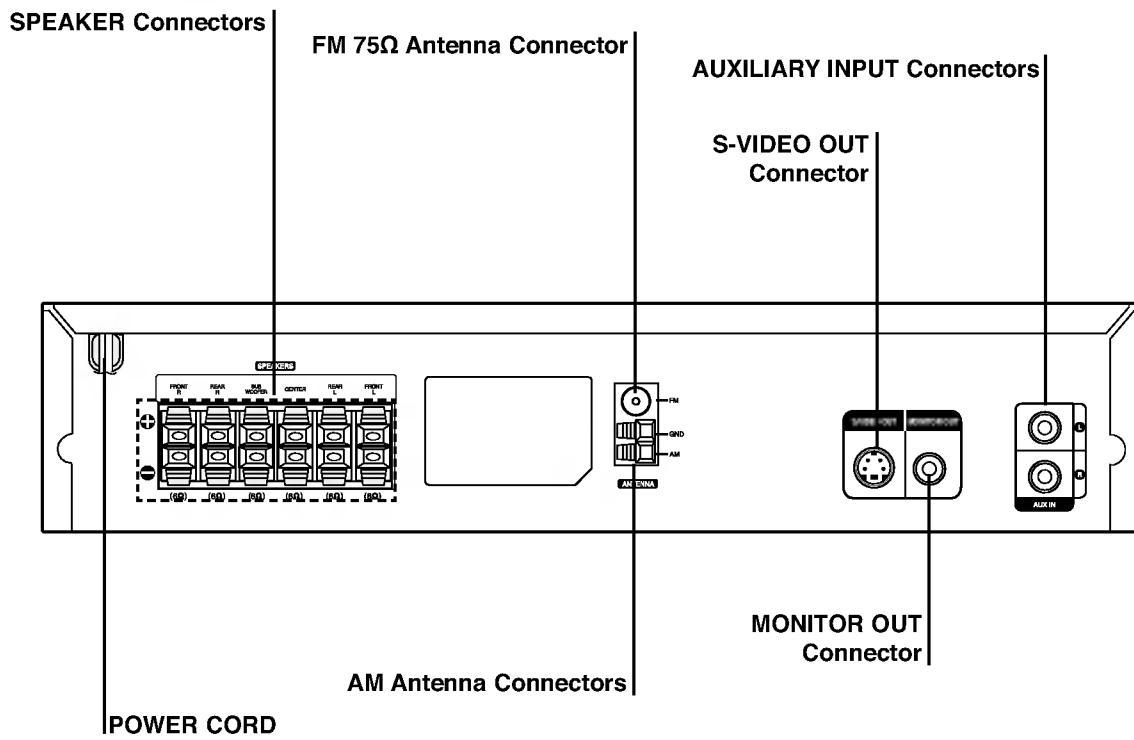 SPEAKER Connectors
FM 75Ω Antenna Connector
AUXILIARY INPUT Connectors
S-VIDEO OUT
Connector
SPEAKERS
FRONT R
REAR R
SUB WOOFER
CENTER
REAR L
FRONT L
FM
GND
AM
ANTENNA
L
R
AUX IN
(6Ω)
(6Ω)
(6Ω)
(6Ω)
(6Ω)
(6Ω)
MONITOR OUT
Connector
AM Antenna Connectors
POWER CORD